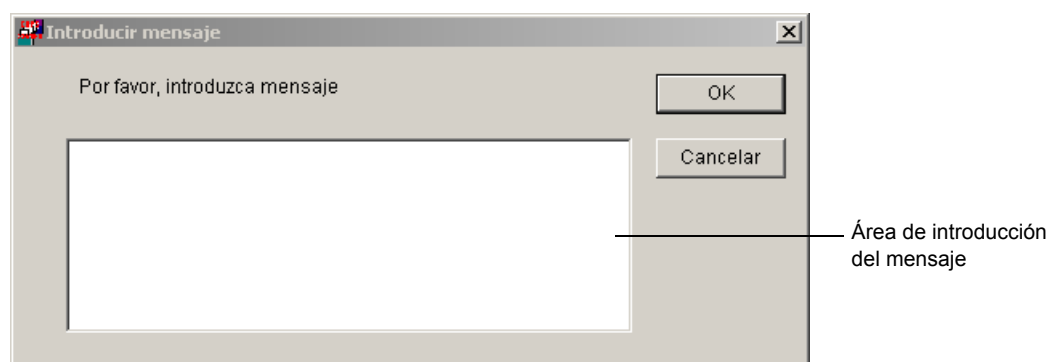 Introducir mensaje
Por favor, introduzca mensaje
OK
Cancelar
Área de introducción
del mensaje